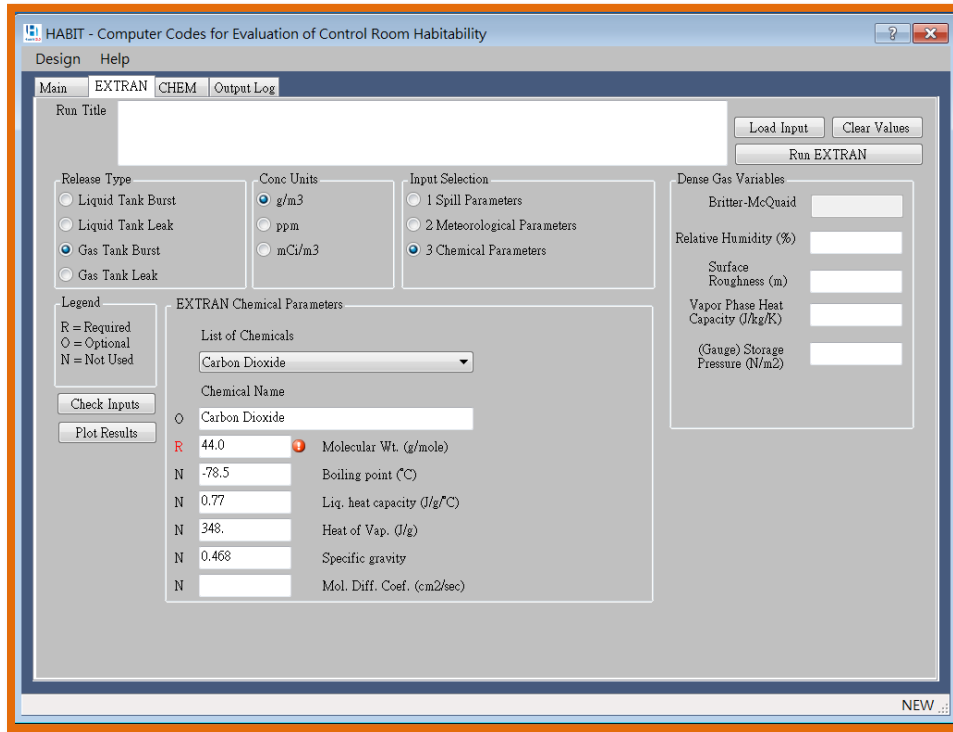 HABIT - Computer Codes for Evaluation of Control Room Habitability
Design Help
Main EXTRAN CHEM Output Log
Run Title
Load Input Clear Values
Run EXTRAN
Release Type
Liquid Tank Burst
Liquid Tank Leak
Gas Tank Burst
Gas Tank Leak
Conc Units
g/m3
ppm
mCi/m3
Input Selection
1 Spill Parameters
2 Meteorological Parameters
3 Chemical Parameters
Dense Gas Variables
Britter-McQuaid
Relative Humidity (%)
Surface
Roughness (m)
Vapor Phase Heat
Capacity (J/kg/K)
(Gauge) Storage
Pressure (N/m2)
Legend
R = Required
O = Optional
N = Not Used
Check Inputs
Plot Results
EXTRAN Chemical Parameters
List of Chemicals
Carbon Dioxide
Chemical Name
O Carbon Dioxide
R 44.0 Molecular Wt. (g/mole)
N -78.5 Boiling point (°C)
N 0.77 Liq. heat capacity (J/g/°C)
N 348. Heat of Vap. (J/g)
N 0.468 Specific gravity
N Mol. Diff. Coef. (cm2/sec)
NEW